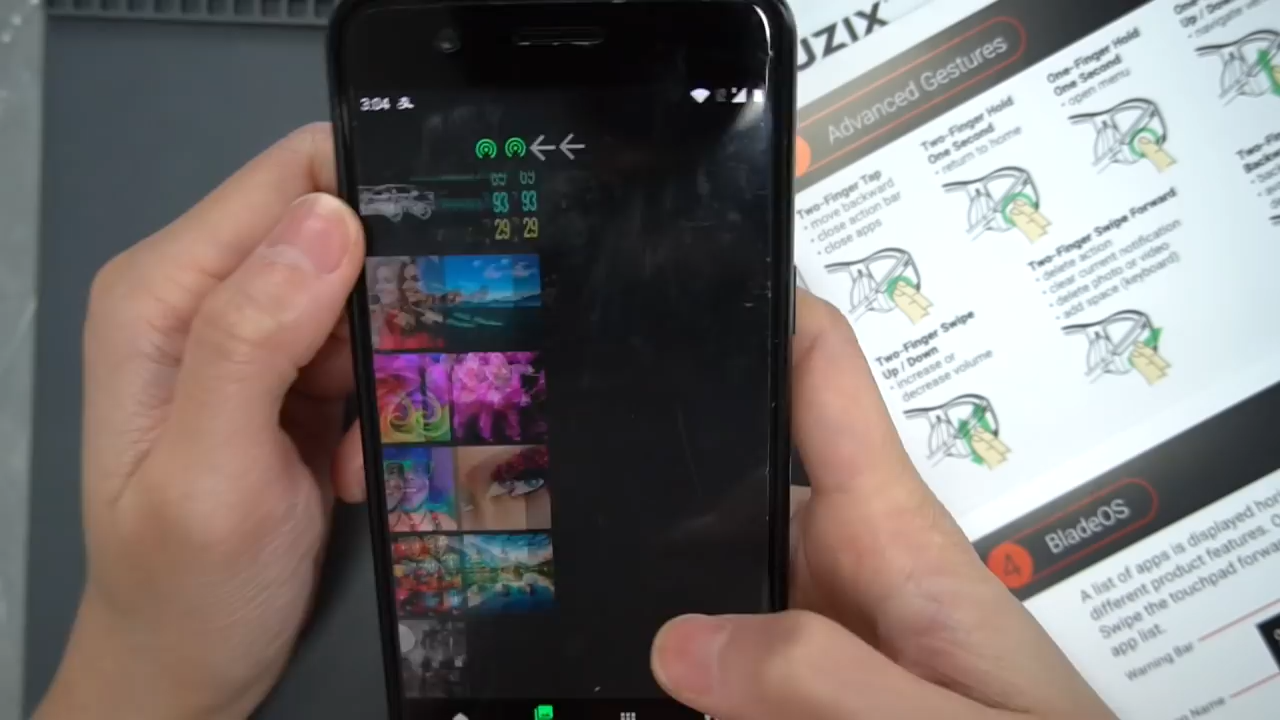 3:04
93 93
29 29
UZIX
Advanced Gestures
Two-Finger Tap
• move backward
• close action bar
• close apps
Two-Finger Hold
One Second
• return to home
One-Finger Hold
One Second
• open menu
Up / Down
Two-Finger Swipe
Up / Down
• increase or
decrease volume
Two-Finger Swipe Forward
• delete action
• clear current notification
• delete photo or video
• add space (keyboard)
4
BladeOS
A list of apps is displayed
different product features.
Swipe the touchpad
app list.
Warning Bar
Name